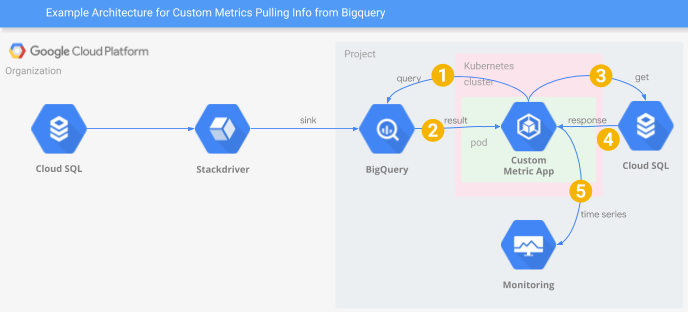 Example Architecture for Custom Metrics Pulling Info from Bigquery
Google Cloud Platform
Organization
Project
Kubernetes
cluster
query
1
3
get
sink
2
result
response
4
pod
Cloud SQL
Stackdriver
BigQuery
Custom
Metric App
Cloud SQL
5
time series
Monitoring